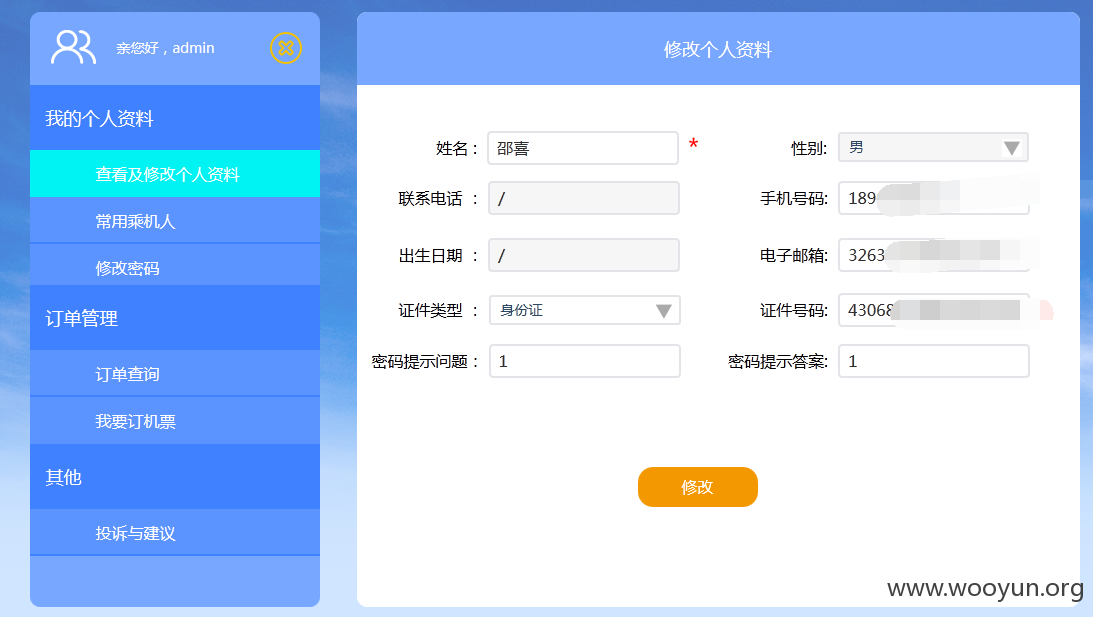 亲您好，admin
我的个人资料
查看及修改个人资料
常用乘机人
修改密码
订单管理
订单查询
我要订机票
其他
投诉与建议
修改个人资料
姓名： 邵喜 * 性别: 男
联系电话 ： / 手机号码: 189
出生日期 ： / 电子邮箱: 3263
证件类型 ： 身份证 证件号码: 43068
密码提示问题： 1 密码提示答案: 1
修改
www.wooyun.org